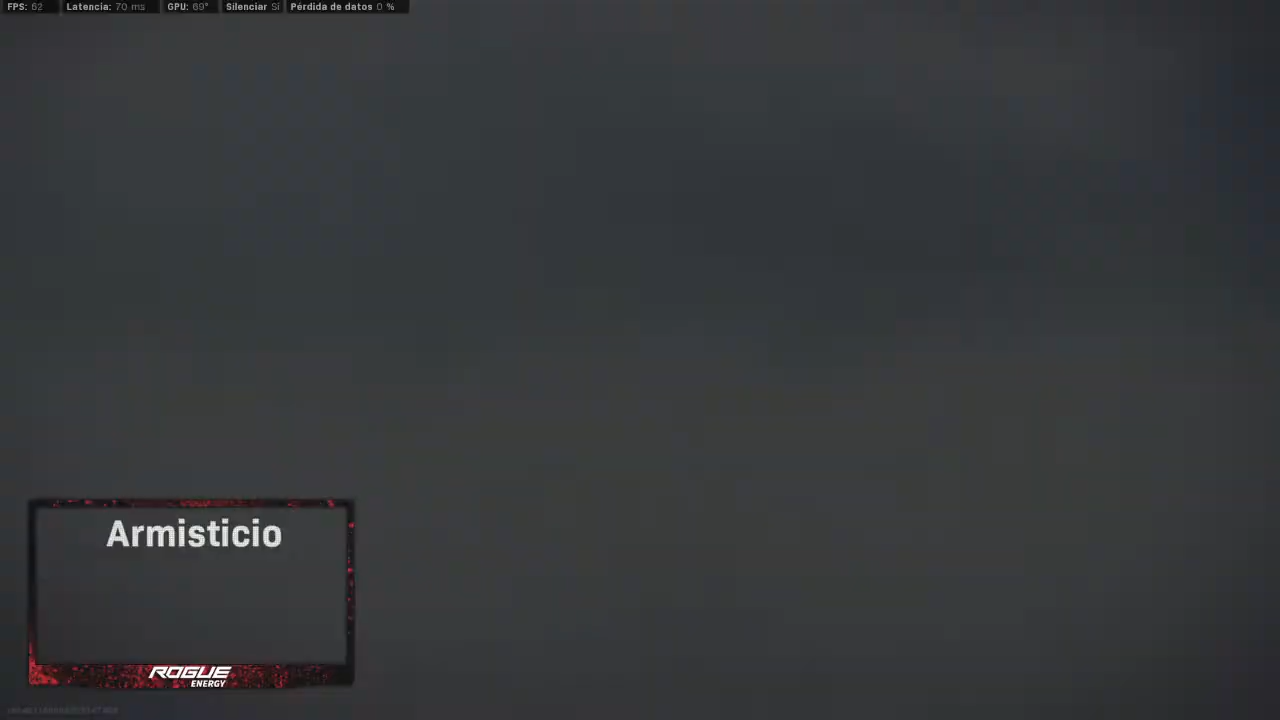 FPS: 62 Latencia: 70 ms GPU: 69° Silenciar Sí Pérdida de datos 0 %
Armisticio
ROGUE
ENERGY